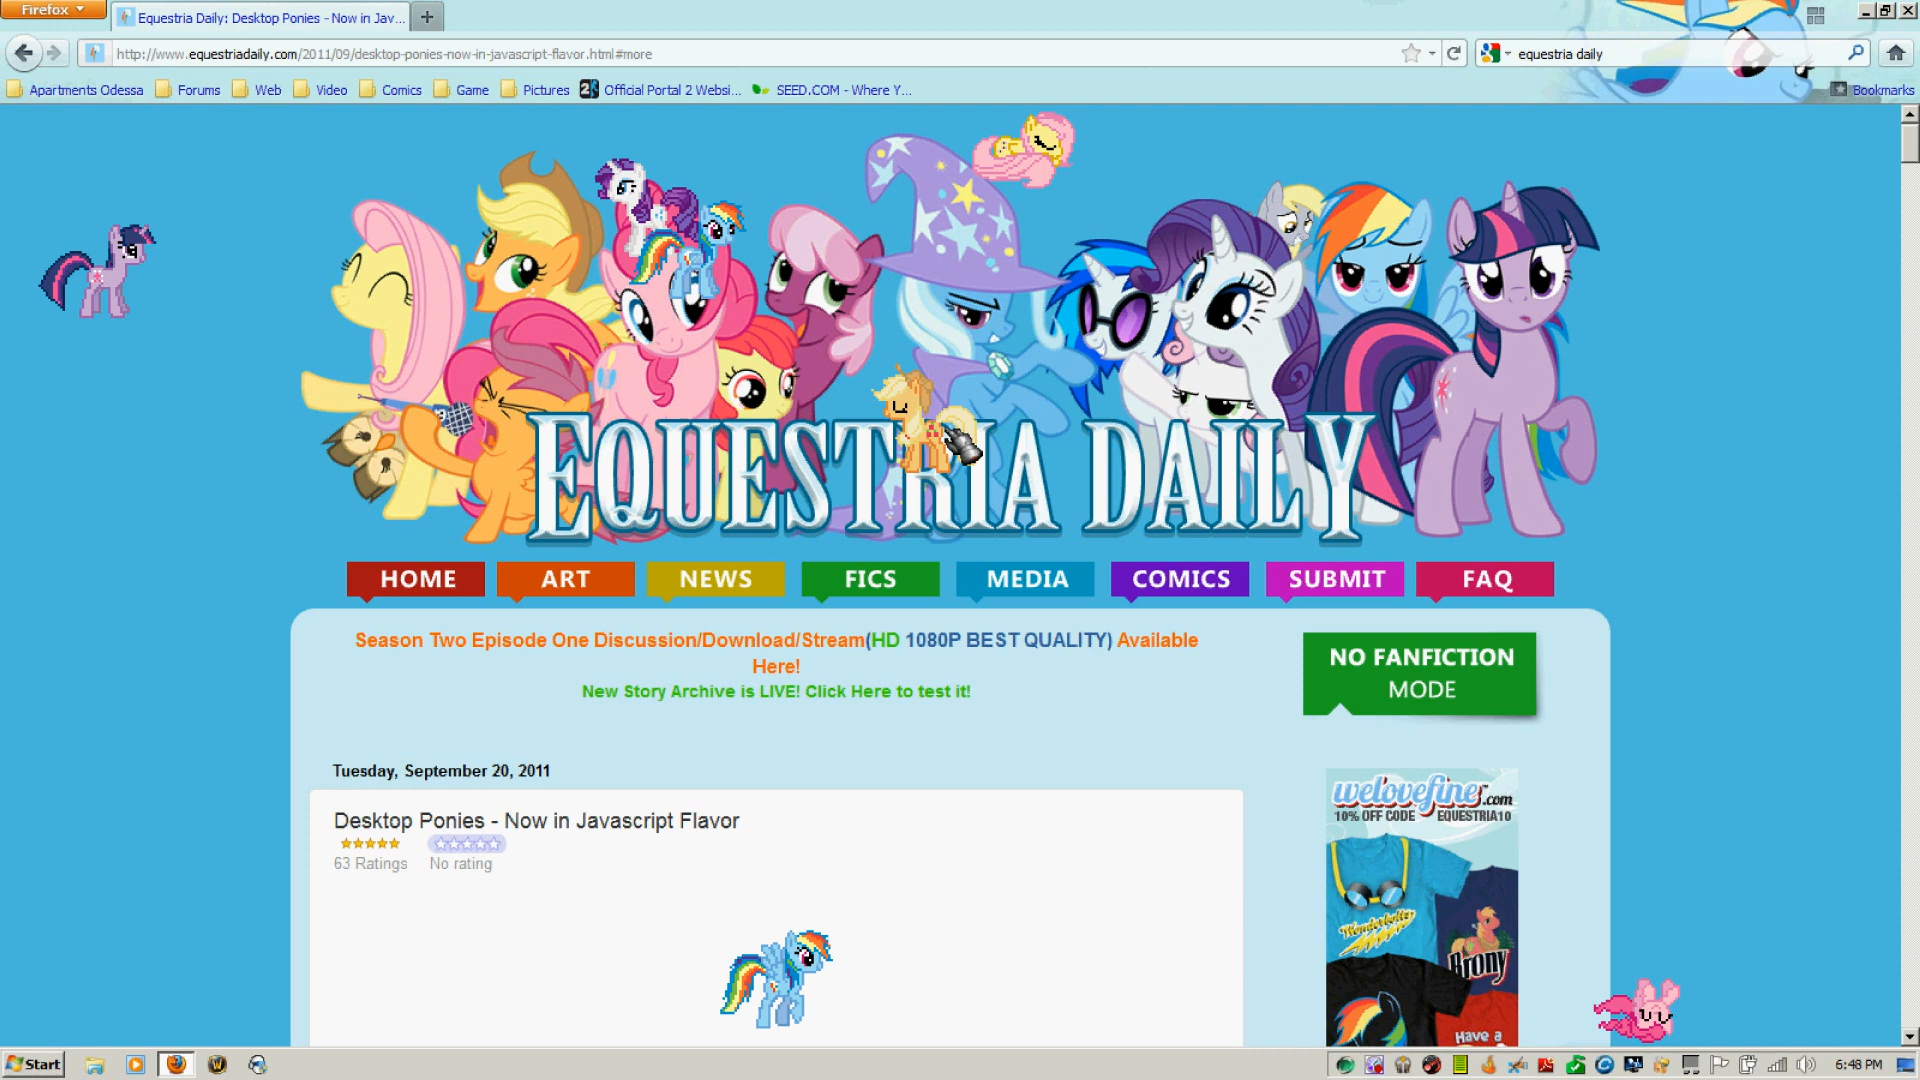 Firefox
Equestria Daily: Desktop Ponies - Now in Jav...
http://www.equestriadaily.com/2011/09/desktop-ponies-now-in-javascript-flavor.html#more
equestria daily
Apartments Odessa Forums Web Video Comics Game Pictures Official Portal 2 Websi... SEED.COM - Where Y... Bookmarks
EQUESTRIA DAILY
HOME ART NEWS FICS MEDIA COMICS SUBMIT FAQ
Season Two Episode One Discussion/Download/Stream(HD 1080P BEST QUALITY) Available
Here!
New Story Archive is LIVE! Click Here to test it!
NO FANFICTION
MODE
Tuesday, September 20, 2011
Desktop Ponies - Now in Javascript Flavor
63 Ratings No rating
welovefine.com
10% OFF CODE EQUESTRIA10
Wonderbolts
Brony
Have a
Start
6:48 PM